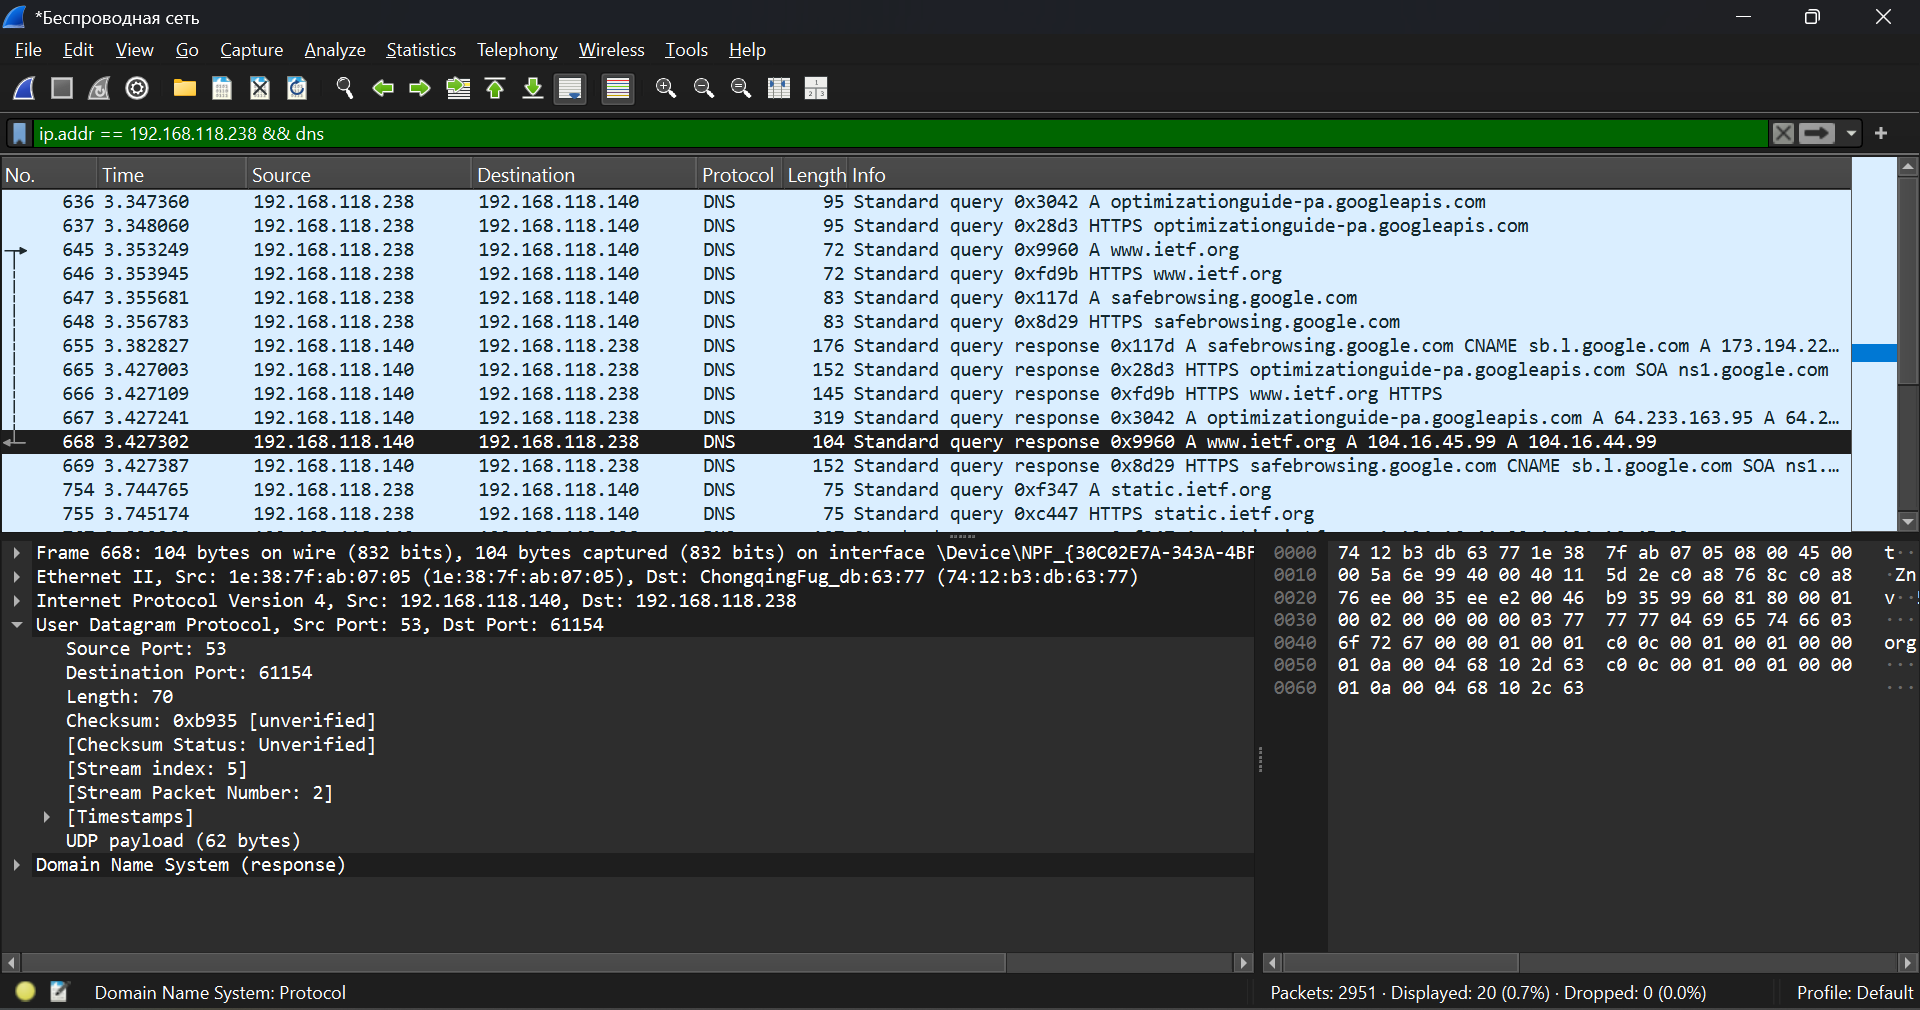 *Беспроводная сеть
File Edit View Go Capture Analyze Statistics Telephony Wireless Tools Help
ip.addr == 192.168.118.238 && dns
No. Time Source Destination Protocol Length Info
636 3.347360 192.168.118.238 192.168.118.140 DNS 95 Standard query 0x3042 A optimizationguide-pa.googleapis.com
637 3.348060 192.168.118.238 192.168.118.140 DNS 95 Standard query 0x28d3 HTTPS optimizationguide-pa.googleapis.com
645 3.353249 192.168.118.238 192.168.118.140 DNS 72 Standard query 0x9960 A www.ietf.org
646 3.353945 192.168.118.238 192.168.118.140 DNS 72 Standard query 0xfd9b HTTPS www.ietf.org
647 3.355681 192.168.118.238 192.168.118.140 DNS 83 Standard query 0x117d A safebrowsing.google.com
648 3.356783 192.168.118.238 192.168.118.140 DNS 83 Standard query 0x8d29 HTTPS safebrowsing.google.com
655 3.382827 192.168.118.140 192.168.118.238 DNS 176 Standard query response 0x117d A safebrowsing.google.com CNAME sb.l.google.com A 173.194.22…
665 3.427003 192.168.118.140 192.168.118.238 DNS 152 Standard query response 0x28d3 HTTPS optimizationguide-pa.googleapis.com SOA ns1.google.com
666 3.427109 192.168.118.140 192.168.118.238 DNS 145 Standard query response 0xfd9b HTTPS www.ietf.org HTTPS
667 3.427241 192.168.118.140 192.168.118.238 DNS 319 Standard query response 0x3042 A optimizationguide-pa.googleapis.com A 64.233.163.95 A 64.2…
668 3.427302 192.168.118.140 192.168.118.238 DNS 104 Standard query response 0x9960 A www.ietf.org A 104.16.45.99 A 104.16.44.99
669 3.427387 192.168.118.140 192.168.118.238 DNS 152 Standard query response 0x8d29 HTTPS safebrowsing.google.com CNAME sb.l.google.com SOA ns1.…
754 3.744765 192.168.118.238 192.168.118.140 DNS 75 Standard query 0xf347 A static.ietf.org
755 3.745174 192.168.118.238 192.168.118.140 DNS 75 Standard query 0xc447 HTTPS static.ietf.org
Frame 668: 104 bytes on wire (832 bits), 104 bytes captured (832 bits) on interface \Device\NPF_{30C02E7A-343A-4BF
Ethernet II, Src: 1e:38:7f:ab:07:05 (1e:38:7f:ab:07:05), Dst: ChongqingFug_db:63:77 (74:12:b3:db:63:77)
Internet Protocol Version 4, Src: 192.168.118.140, Dst: 192.168.118.238
User Datagram Protocol, Src Port: 53, Dst Port: 61154
Source Port: 53
Destination Port: 61154
Length: 70
Checksum: 0xb935 [unverified]
[Checksum Status: Unverified]
[Stream index: 5]
[Stream Packet Number: 2]
[Timestamps]
UDP payload (62 bytes)
Domain Name System (response)
0000 74 12 b3 db 63 77 1e 38 7f ab 07 05 08 00 45 00 t··
0010 00 5a 6e 99 40 00 40 11 5d 2e c0 a8 76 8c c0 a8 ·Zn
0020 76 ee 00 35 ee e2 00 46 b9 35 99 60 81 80 00 01 v··
0030 00 02 00 00 00 00 03 77 77 77 04 69 65 74 66 03 ···
0040 6f 72 67 00 00 01 00 01 c0 0c 00 01 00 01 00 00 org
0050 01 0a 00 04 68 10 2d 63 c0 0c 00 01 00 01 00 00 ···
0060 01 0a 00 04 68 10 2c 63 ···
Domain Name System: Protocol
Packets: 2951 · Displayed: 20 (0.7%) · Dropped: 0 (0.0%)
Profile: Default